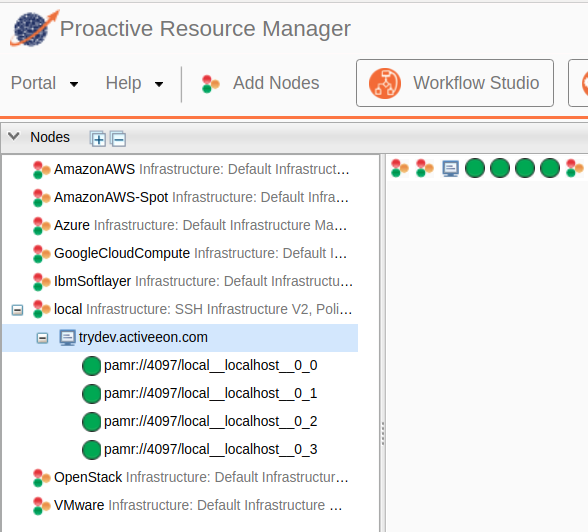 Proactive Resource Manager
Portal Help Add Nodes Workflow Studio
Nodes
AmazonAWS Infrastructure: Default Infrastruct...
AmazonAWS-Spot Infrastructure: Default Infra...
Azure Infrastructure: Default Infrastructure Ma...
GoogleCloudCompute Infrastructure: Default I...
IbmSoftlayer Infrastructure: Default Infrastructu...
local Infrastructure: SSH Infrastructure V2, Poli...
trydev.activeeon.com
pamr://4097/local__localhost__0_0
pamr://4097/local__localhost__0_1
pamr://4097/local__localhost__0_2
pamr://4097/local__localhost__0_3
OpenStack Infrastructure: Default Infrastructur...
VMware Infrastructure: Default Infrastructure ...